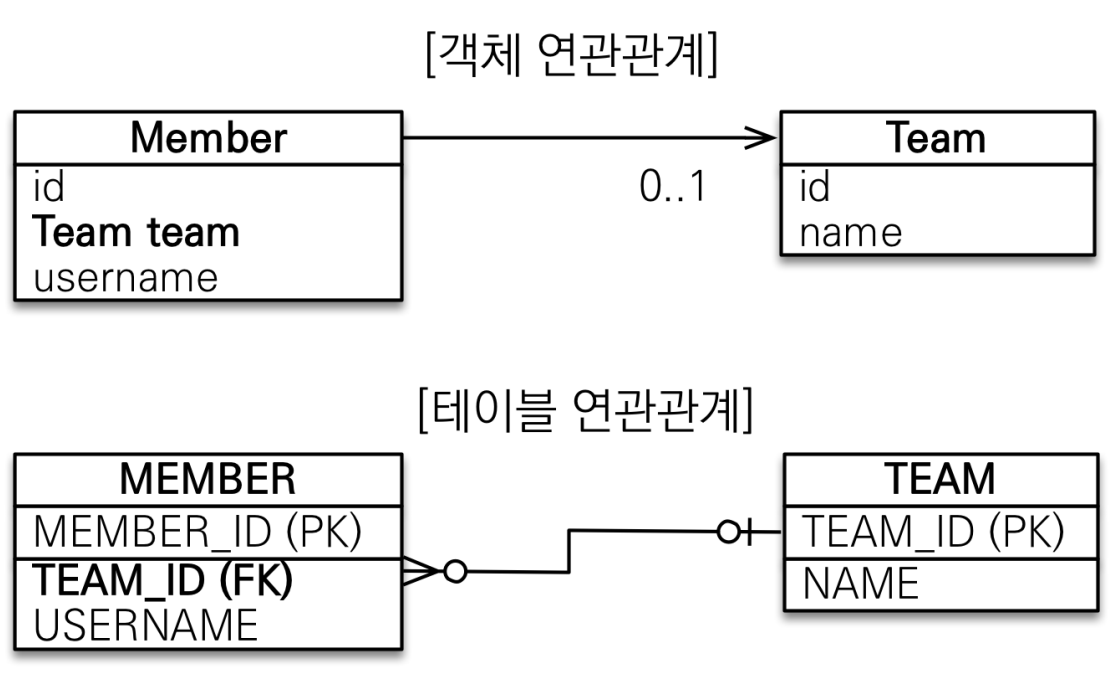 [객체 연관관계]
Member
id
Team team
username
0..1
Team
id
name
[테이블 연관관계]
MEMBER
MEMBER_ID (PK)
TEAM_ID (FK)
USERNAME
TEAM
TEAM_ID (PK)
NAME